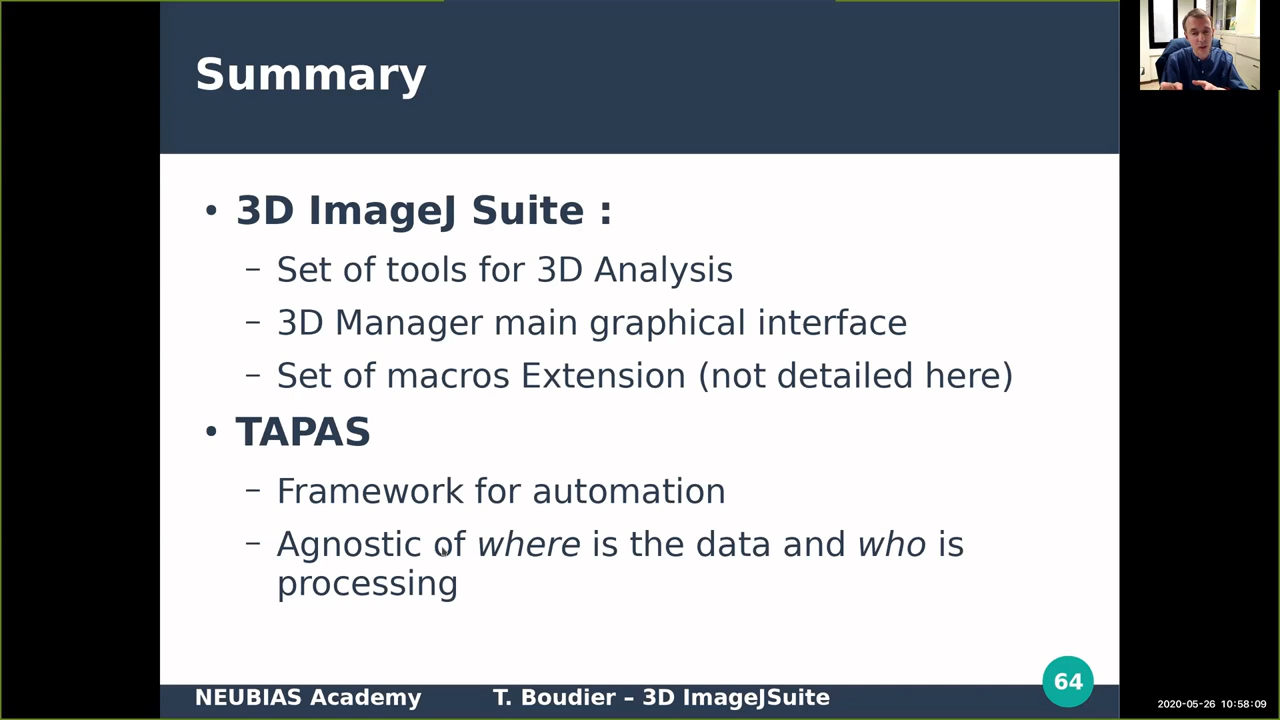 Summary
• 3D ImageJ Suite :
– Set of tools for 3D Analysis
– 3D Manager main graphical interface
– Set of macros Extension (not detailed here)
• TAPAS
– Framework for automation
– Agnostic of where is the data and who is
processing
64
NEUBIAS Academy T. Boudier – 3D ImageJSuite
2020-05-26 10:58:09